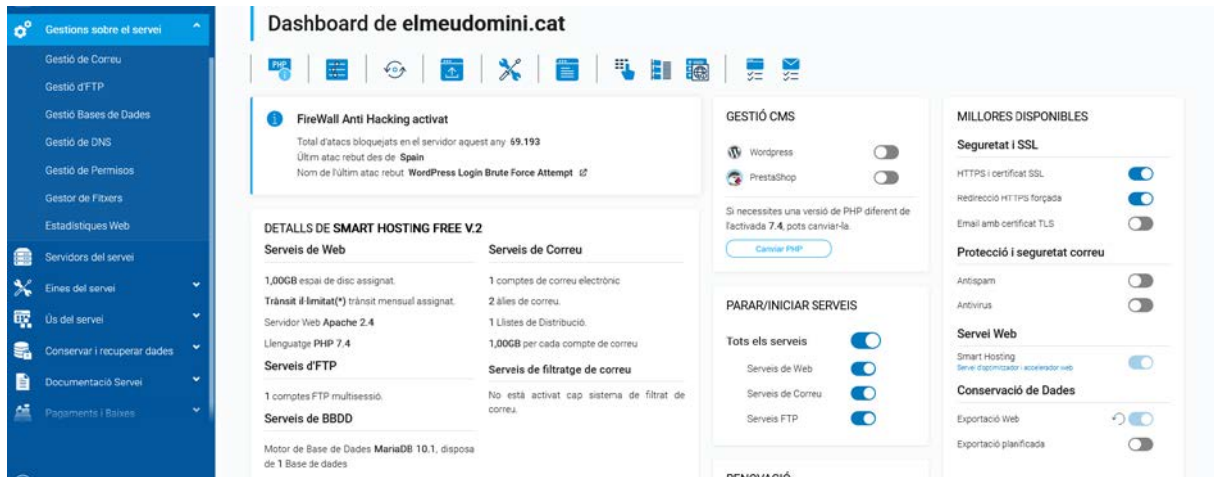 Gestions sobre el servei
Gestió de Correu
Gestió d'FTP
Gestió Bases de Dades
Gestió de DNS
Gestió de Permisos
Gestor de Fitxers
Estadístiques Web
Servidors del servei
Eines del servei
Ús del servei
Conservar i recuperar dades
Documentació Servei
Pagaments i Baixes
Dashboard de elmeudomini.cat
PHP
FireWall Anti Hacking activat
Total d'atacs bloquejats en el servidor aquest any 69.193
Últim atac rebut des de Spain
Nom de l'últim atac rebut WordPress Login Brute Force Attempt
DETALLS DE SMART HOSTING FREE V.2
Serveis de Web
1,00GB espai de disc assignat.
Trànsit il·limitat(*) trànsit mensual assignat.
Servidor Web Apache 2.4
Llenguatge PHP 7.4
Serveis d'FTP
1 comptes FTP multisessió.
Serveis de BBDD
Motor de Base de Dades MariaDB 10.1, disposa
de 1 Base de dades
Serveis de Correu
1 comptes de correu electrònic
2 àlies de correu.
1 Llistes de Distribució.
1,00GB per cada compte de correu
Serveis de filtratge de correu
No està activat cap sistema de filtrat de
correu.
GESTIÓ CMS
Wordpress
PrestaShop
Si necessites una versió de PHP diferent de
l'activada 7.4, pots canviar-la.
Canviar PHP
PARAR/INICIAR SERVEIS
Tots els serveis
Serveis de Web
Serveis de Correu
Serveis FTP
RENOVACIÓ
MILLORES DISPONIBLES
Seguretat i SSL
HTTPS i certificat SSL
Redirecció HTTPS forçada
Email amb certificat TLS
Protecció i seguretat correu
Antispam
Antivirus
Servei Web
Smart Hosting
Servei d'optimitzador i accelerador web
Conservació de Dades
Exportació Web
Exportació planificada